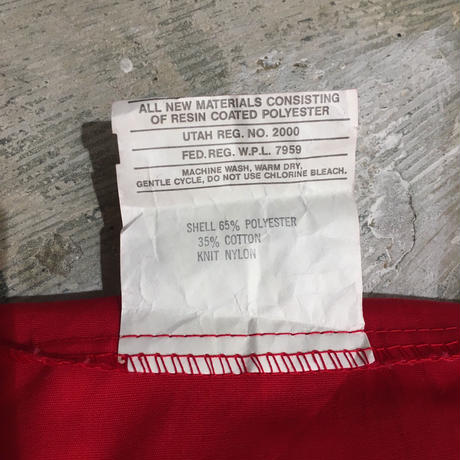 ALL NEW MATERIALS CONSISTING
OF RESIN COATED POLYESTER
UTAH REG. NO. 2000
FED.REG. W.P.L. 7959
MACHINE WASH, WARM DRY,
GENTLE CYCLE, DO NOT USE CHLORINE BLEACH.
SHELL 65% POLYESTER
35% COTTON
KNIT NYLON